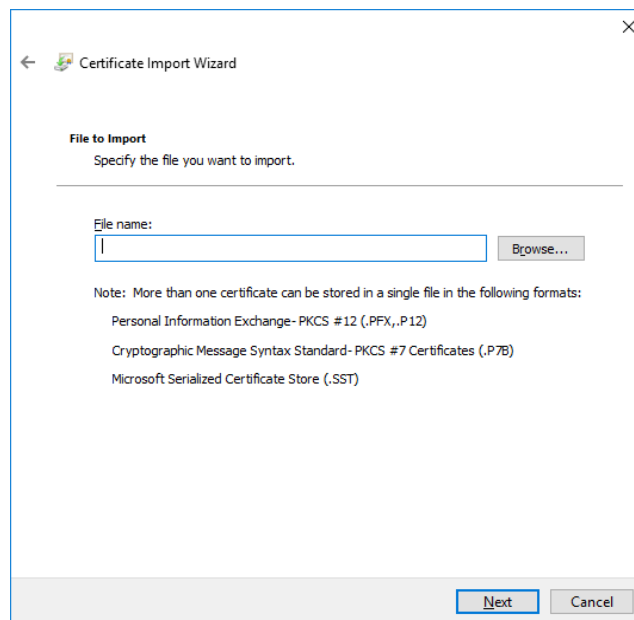 Certificate Import Wizard
File to Import
Specify the file you want to import.
File name:
Browse...
Note: More than one certificate can be stored in a single file in the following formats:
Personal Information Exchange- PKCS #12 (.PFX,.P12)
Cryptographic Message Syntax Standard- PKCS #7 Certificates (.P7B)
Microsoft Serialized Certificate Store (.SST)
Next Cancel